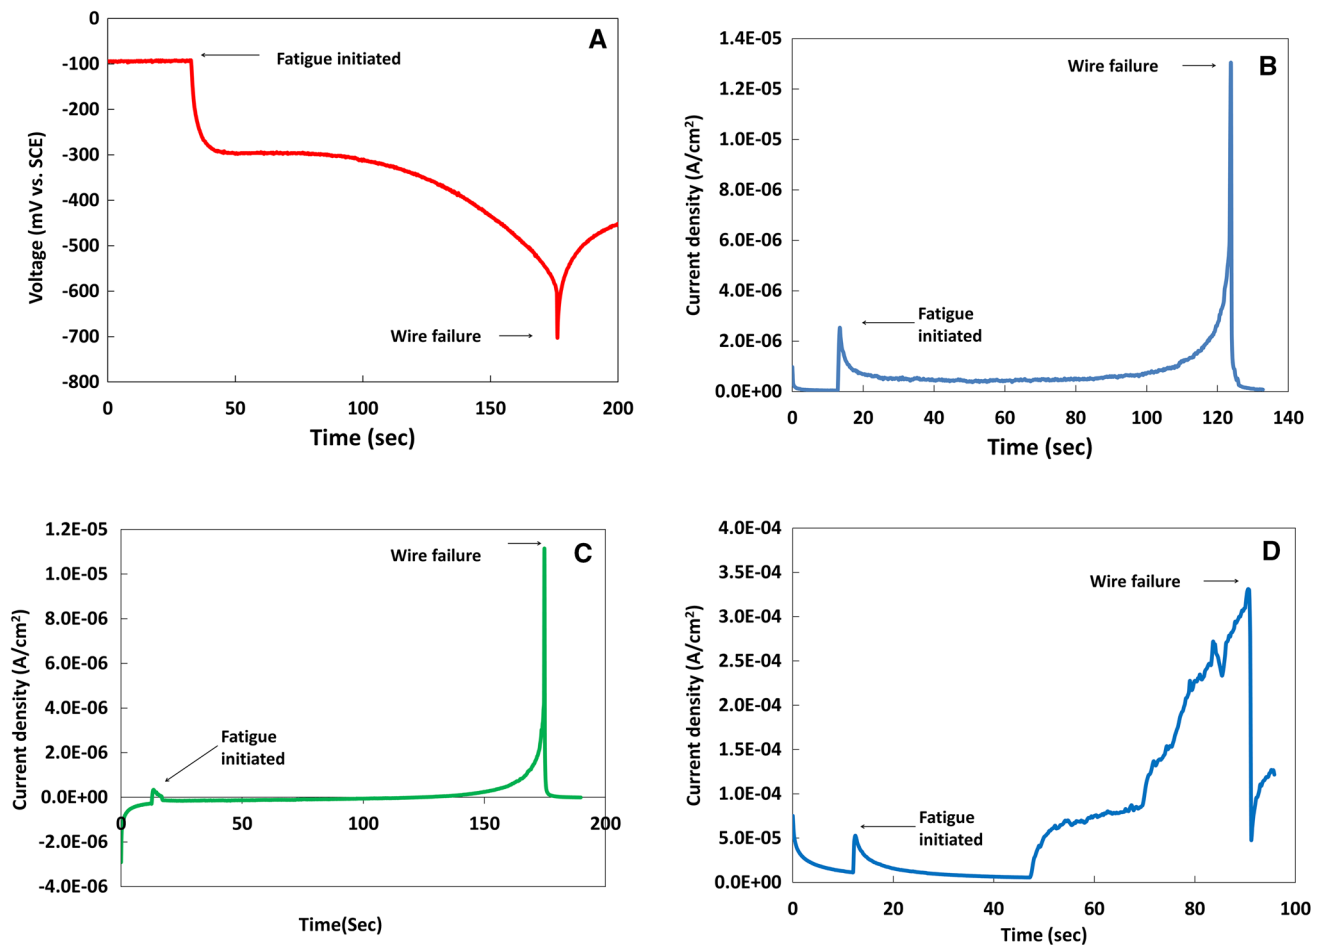 A
0
-100
-200
-300
-400
-500
-600
-700
-800
Voltage (mV vs. SCE)
Fatigue initiated
Wire failure
0 50 100 150 200
Time (sec)
B
1.4E-05
1.2E-05
1.0E-05
8.0E-06
6.0E-06
4.0E-06
2.0E-06
0.0E+00
Current density (A/cm²)
Wire failure
Fatigue
initiated
0 20 40 60 80 100 120 140
Time (sec)
C
1.2E-05
1.0E-05
8.0E-06
6.0E-06
4.0E-06
2.0E-06
0.0E+00
-2.0E-06
-4.0E-06
Current density (A/cm²)
Wire failure
Fatigue
initiated
0 50 100 150 200
Time(Sec)
D
4.0E-04
3.5E-04
3.0E-04
2.5E-04
2.0E-04
1.5E-04
1.0E-04
5.0E-05
0.0E+00
Current density (A/cm²)
Wire failure
Fatigue
initiated
0 20 40 60 80 100
Time (sec)